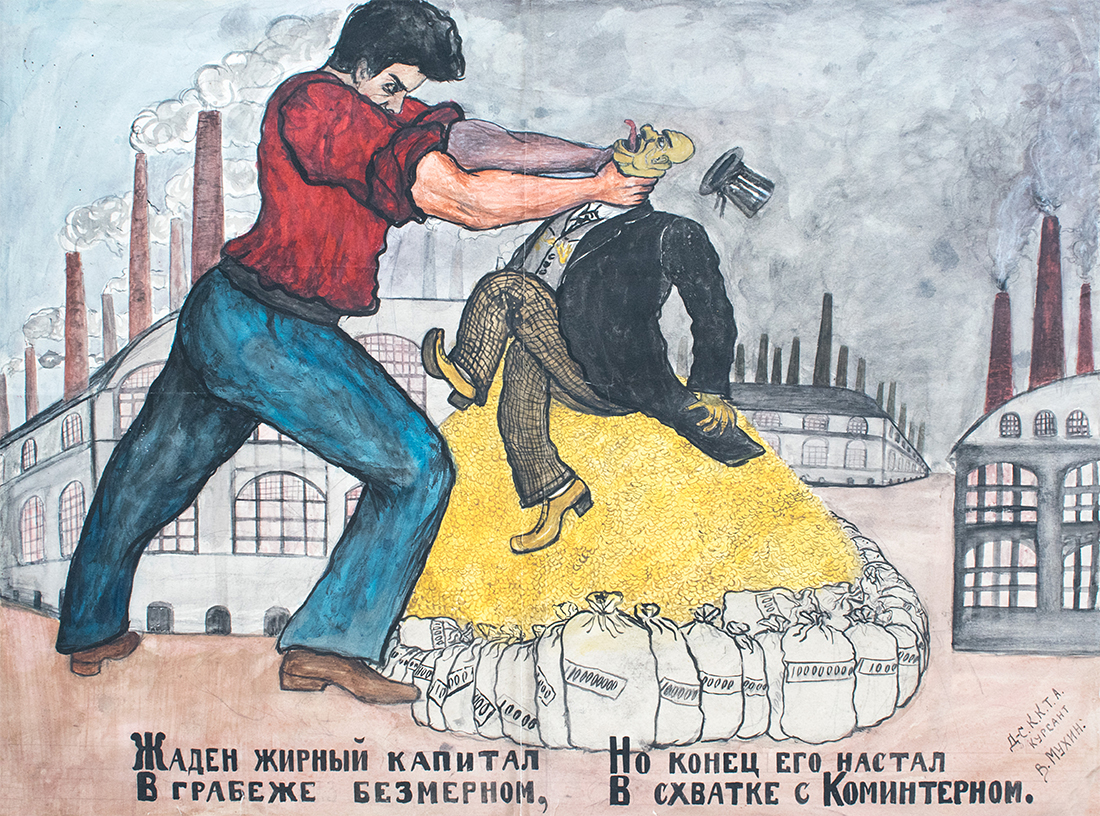 Жаден жирный капитал
В грабеже безмерном,
Но конец его настал
В схватке с Коминтерном.
Д-С.К.К.Т.А.
курсант
В. Мухин: